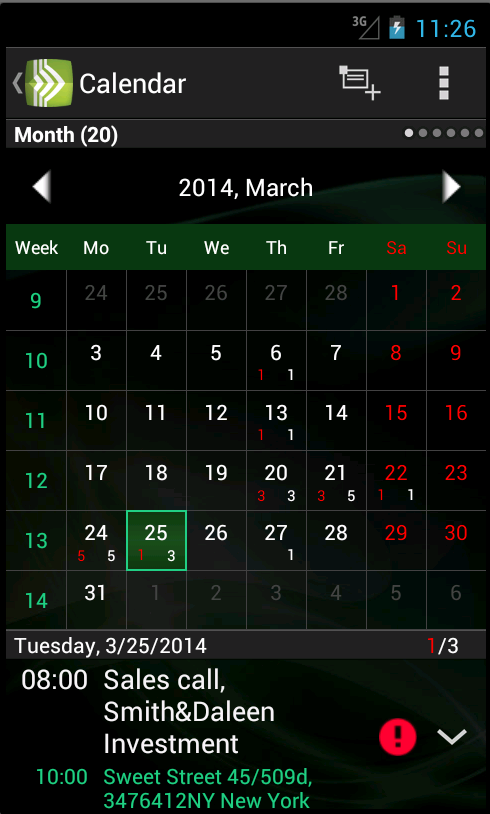 3G 11:26
Calendar
Month (20)
2014, March
Week Mo Tu We Th Fr Sa Su
9 24 25 26 27 28 1 2
10 3 4 5 6 7 8 9
1 1
11 10 11 12 13 14 15 16
1 1
12 17 18 19 20 21 22 23
3 3 3 5 1 1
13 24 25 26 27 28 29 30
5 5 1 3 1
14 31 1 2 3 4 5 6
Tuesday, 3/25/2014 1/3
08:00 Sales call,
Smith&Daleen
Investment
10:00 Sweet Street 45/509d,
3476412NY New York